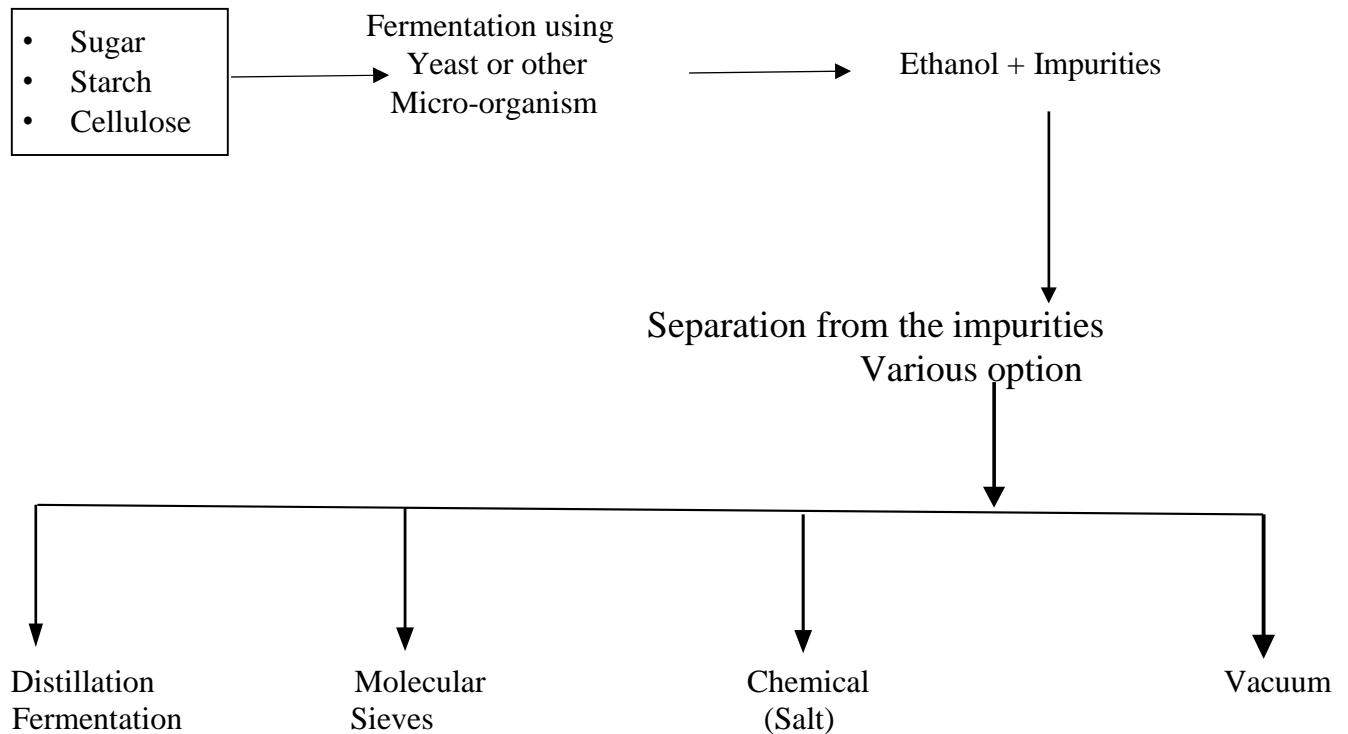 • Sugar
• Starch
• Cellulose
Fermentation using
Yeast or other
Micro-organism
Ethanol + Impurities
Separation from the impurities
Various option
Distillation
Fermentation
Molecular
Sieves
Chemical
(Salt)
Vacuum